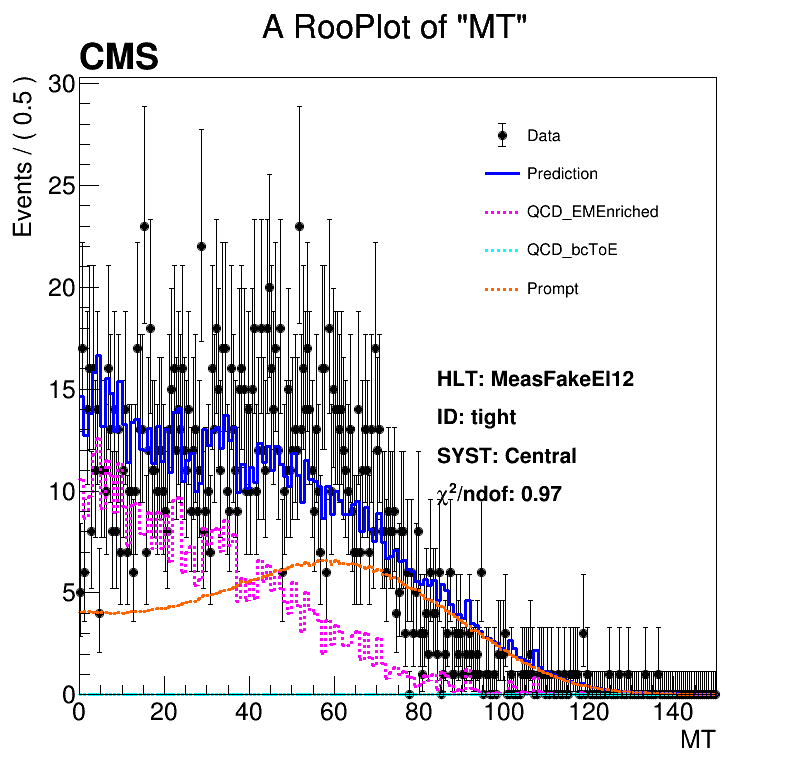 A RooPlot of "MT"
CMS
Events / ( 0.5 )
30
25
20
15
10
5
0
Data
Prediction
QCD_EMEnriched
QCD_bcToE
Prompt
HLT: MeasFakeEl12
ID: tight
SYST: Central
χ²/ndof: 0.97
0 20 40 60 80 100 120 140
MT